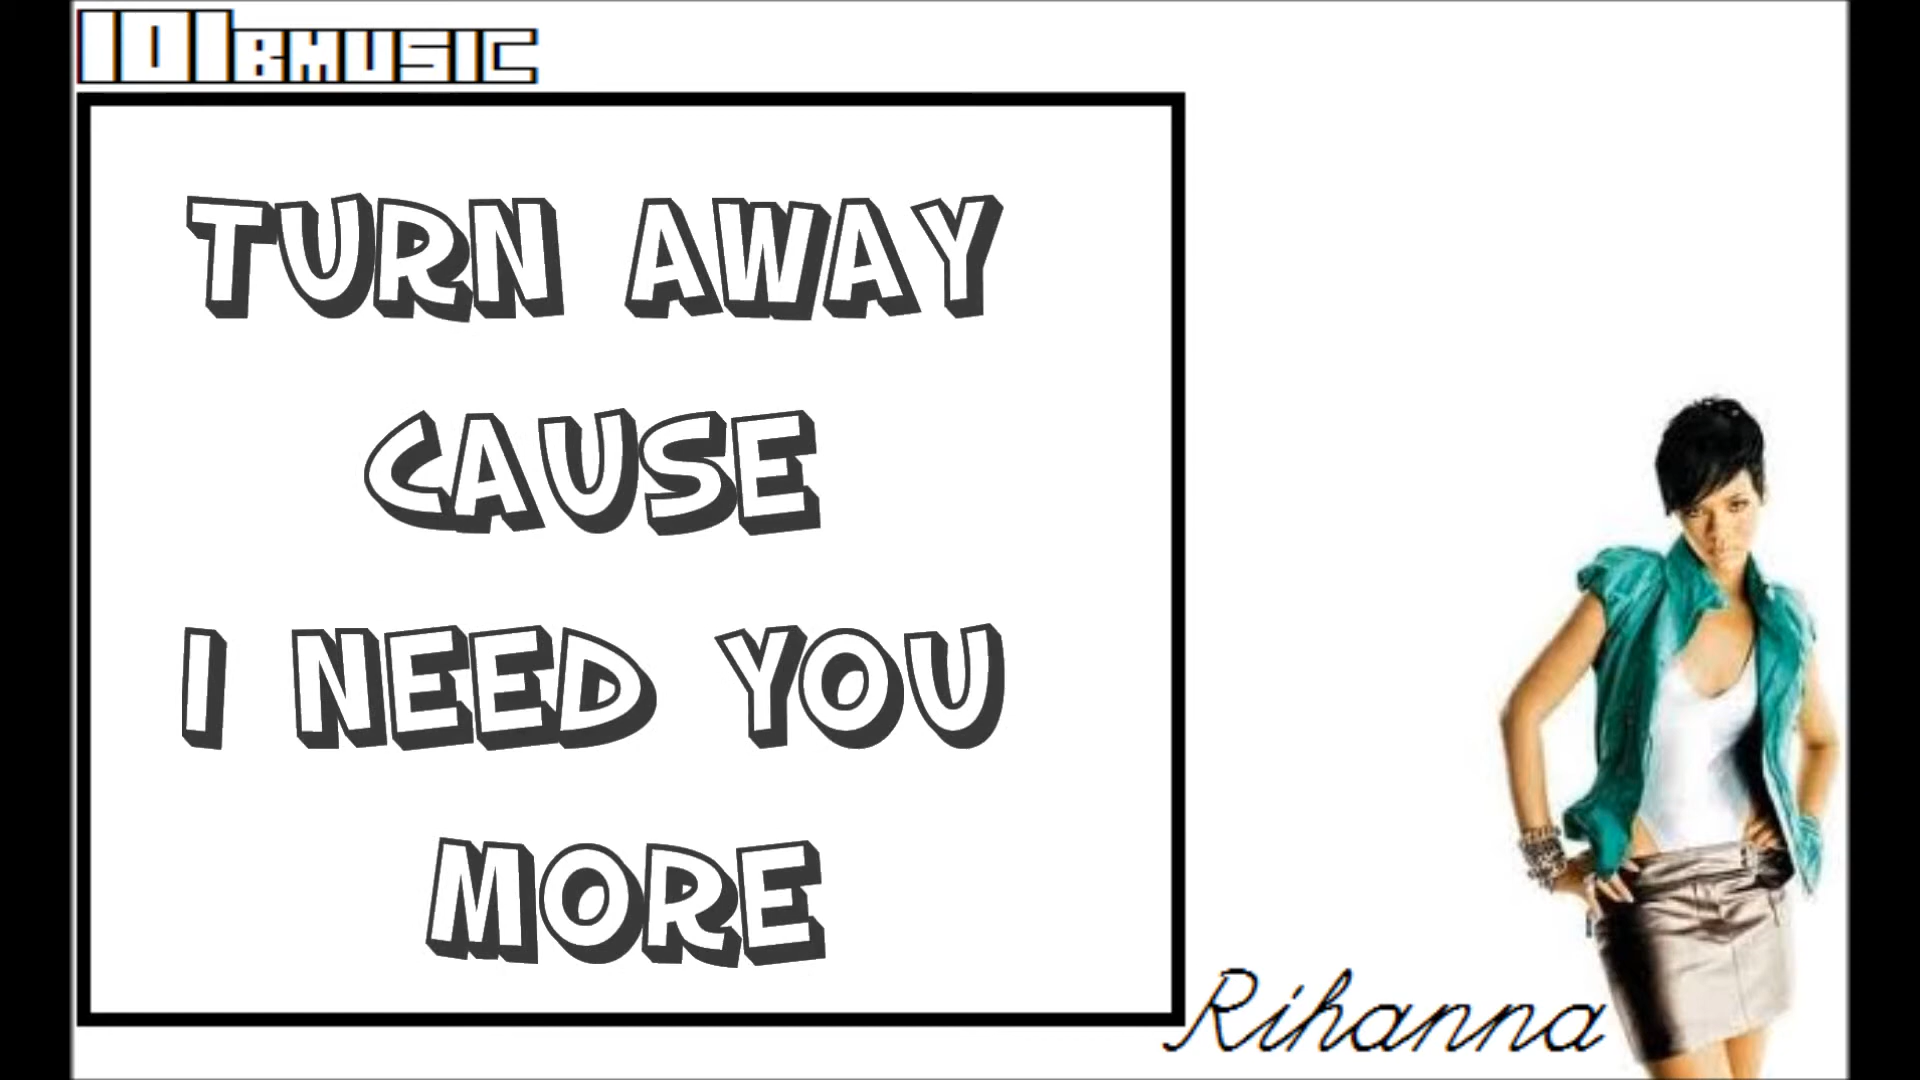 101BMUSIC
TURN AWAY
CAUSE
I NEED YOU
MORE
Rihanna